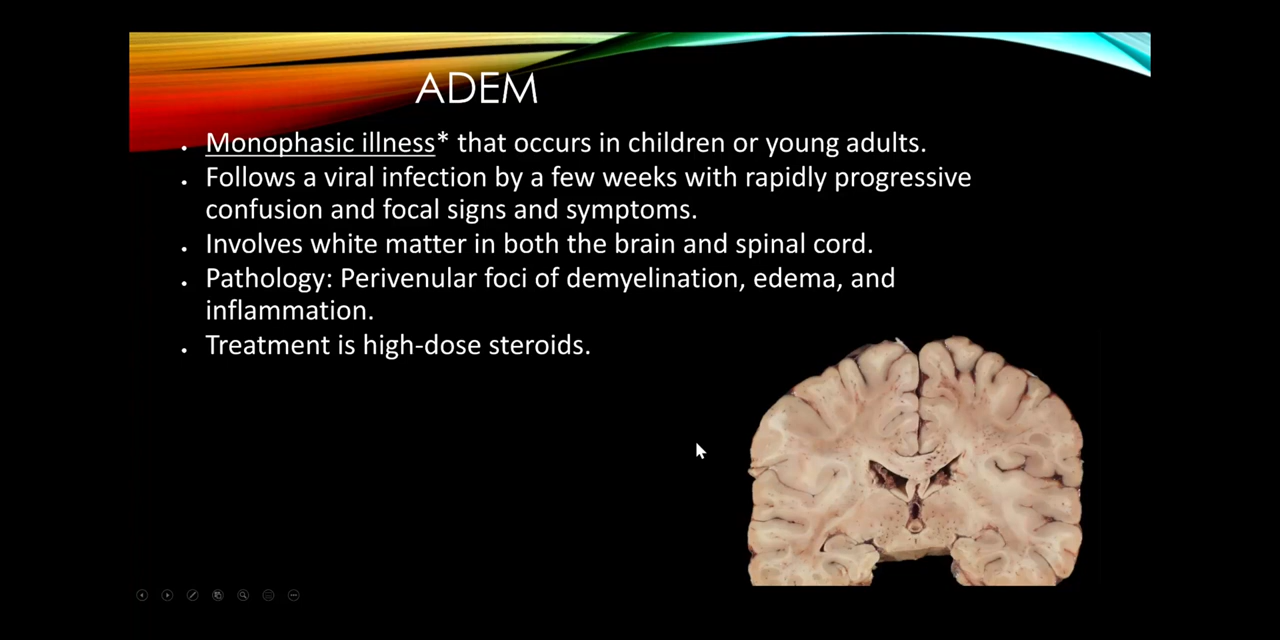 ADEM
• Monophasic illness* that occurs in children or young adults.
• Follows a viral infection by a few weeks with rapidly progressive
confusion and focal signs and symptoms.
• Involves white matter in both the brain and spinal cord.
• Pathology: Perivenular foci of demyelination, edema, and
inflammation.
• Treatment is high-dose steroids.